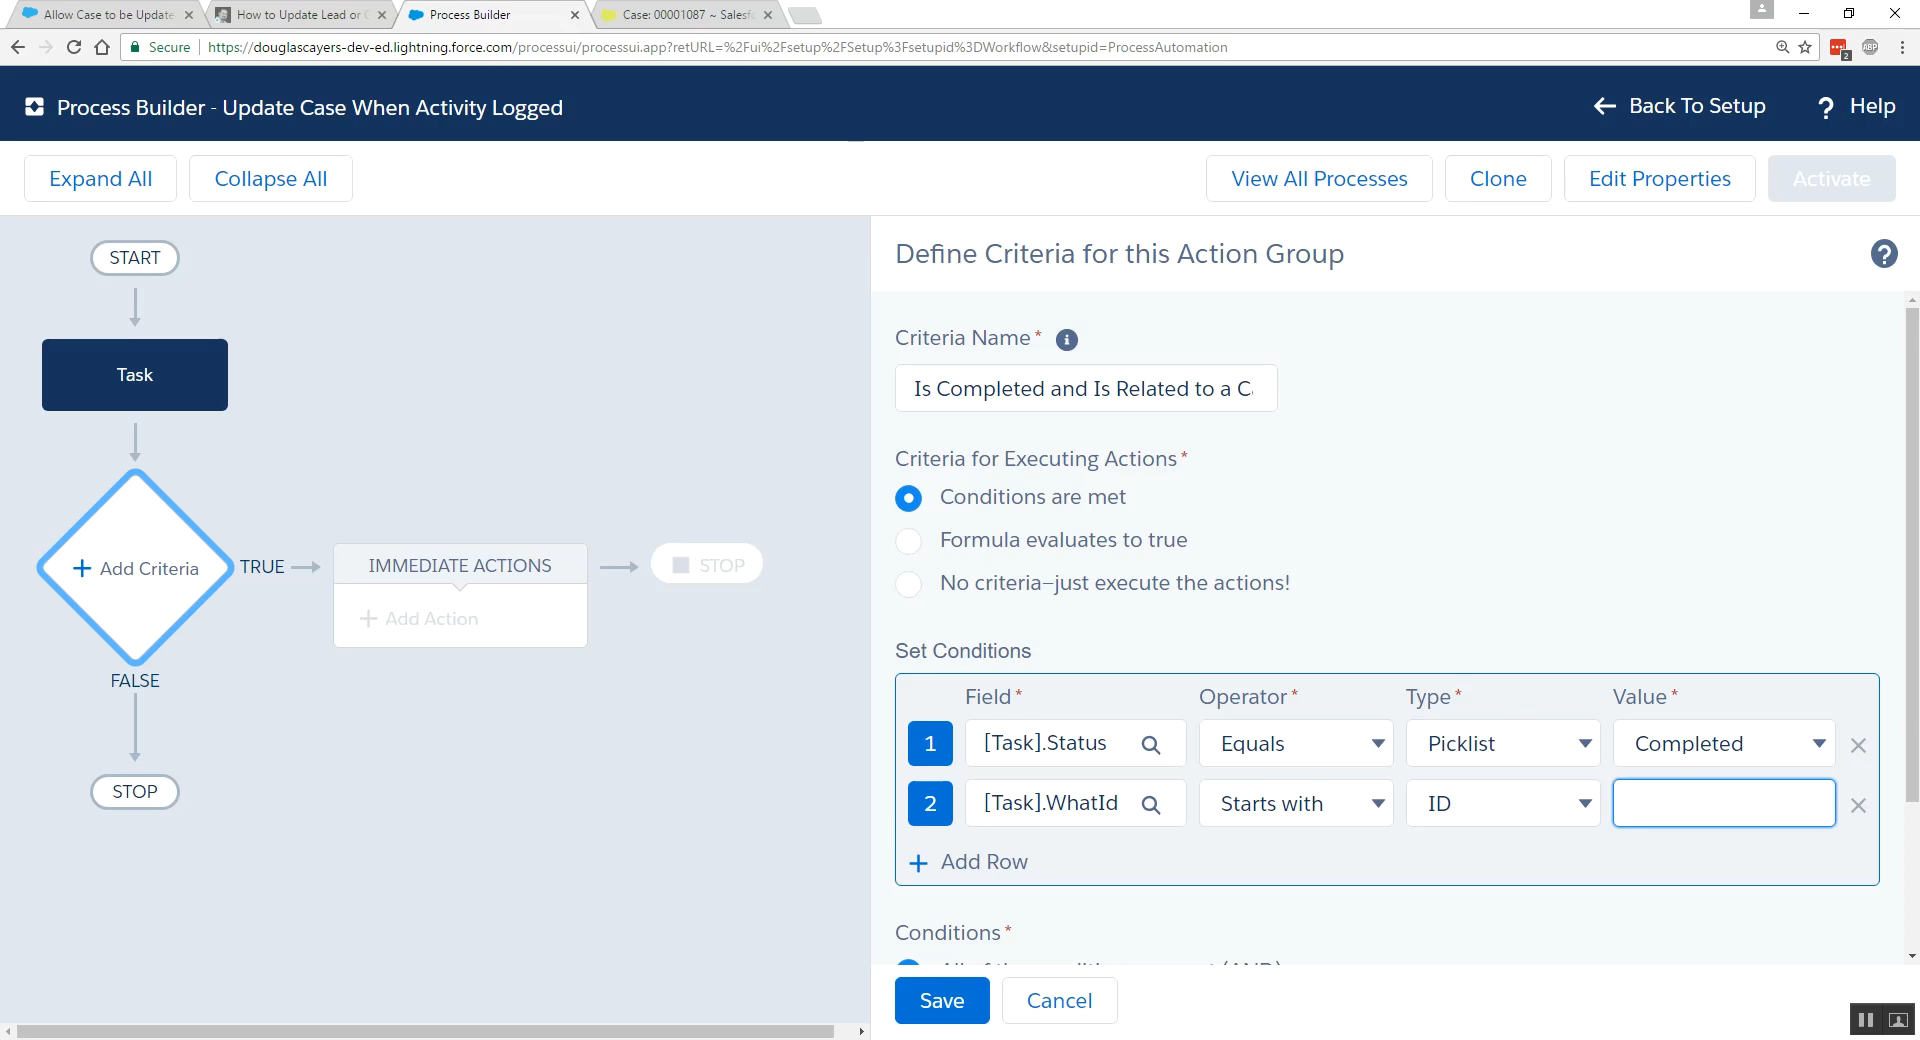 Allow Case to be Update
How to Update Lead or
Process Builder
Case: 00001087 ~ Salesf
Secure
https://douglascayers-dev-ed.lightning.force.com/processui/processui.app?retURL=%2Fui%2Fsetup%2FSetup%3Fsetupid%3DWorkflow&setupid=ProcessAutomation
2
ABP
Process Builder - Update Case When Activity Logged
Back To Setup
? Help
Expand All
Collapse All
View All Processes
Clone
Edit Properties
Activate
START
Task
+ Add Criteria
TRUE
IMMEDIATE ACTIONS
+ Add Action
STOP
FALSE
STOP
Define Criteria for this Action Group
?
Criteria Name*
i
Is Completed and Is Related to a C
Criteria for Executing Actions*
Conditions are met
Formula evaluates to true
No criteria—just execute the actions!
Set Conditions
Field* Operator* Type* Value*
1 [Task].Status Equals Picklist Completed
2 [Task].WhatId Starts with ID
+ Add Row
Conditions*
Save
Cancel